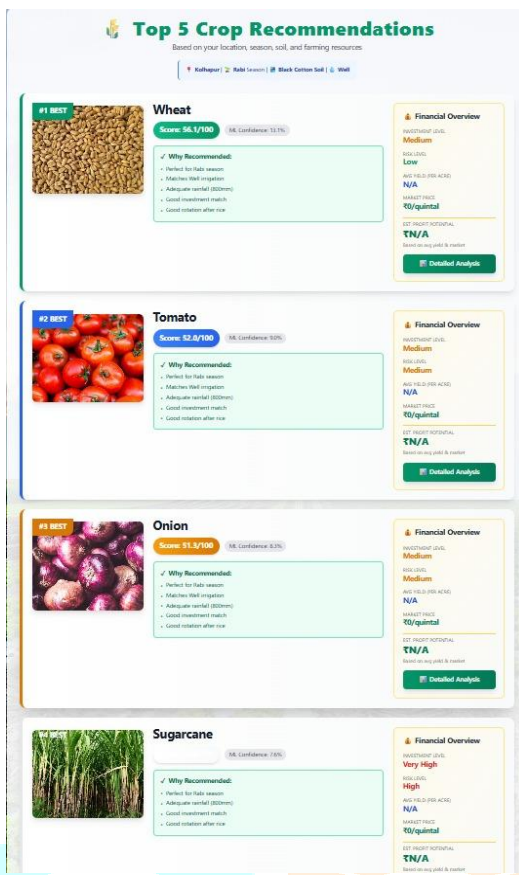 Top 5 Crop Recommendations
Based on your location, season, soil, and farming resources
Kolhapur | Rabi Season | Black Cotton Soil | Well
#1 BEST
Wheat
Score: 56.1/100
ML Confidence: 13.1%
✓ Why Recommended:
• Perfect for Rabi season
• Matches Well irrigation
• Adequate rainfall (800mm)
• Good investment match
• Good rotation after rice
Financial Overview
INVESTMENT LEVEL
Medium
RISK LEVEL
Low
AVG YIELD (PER ACRE)
N/A
MARKET PRICE
₹0/quintal
EST. PROFIT POTENTIAL
₹N/A
Based on avg yield & market
Detailed Analysis
#2 BEST
Tomato
Score: 52.0/100
ML Confidence: 9.0%
✓ Why Recommended:
• Perfect for Rabi season
• Matches Well irrigation
• Adequate rainfall (800mm)
• Good investment match
• Good rotation after rice
Financial Overview
INVESTMENT LEVEL
Medium
RISK LEVEL
Medium
AVG YIELD (PER ACRE)
N/A
MARKET PRICE
₹0/quintal
EST. PROFIT POTENTIAL
₹N/A
Based on avg yield & market
Detailed Analysis
#3 BEST
Onion
Score: 51.3/100
ML Confidence: 8.3%
✓ Why Recommended:
• Perfect for Rabi season
• Matches Well irrigation
• Adequate rainfall (800mm)
• Good investment match
• Good rotation after rice
Financial Overview
INVESTMENT LEVEL
Medium
RISK LEVEL
Medium
AVG YIELD (PER ACRE)
N/A
MARKET PRICE
₹0/quintal
EST. PROFIT POTENTIAL
₹N/A
Based on avg yield & market
Detailed Analysis
#4 BEST
Sugarcane
ML Confidence: 7.6%
✓ Why Recommended:
• Perfect for Rabi season
• Adequate rainfall (800mm)
• Good rotation after rice
Financial Overview
INVESTMENT LEVEL
Very High
RISK LEVEL
High
AVG YIELD (PER ACRE)
N/A
MARKET PRICE
₹0/quintal
EST. PROFIT POTENTIAL
₹N/A
Based on avg yield & market